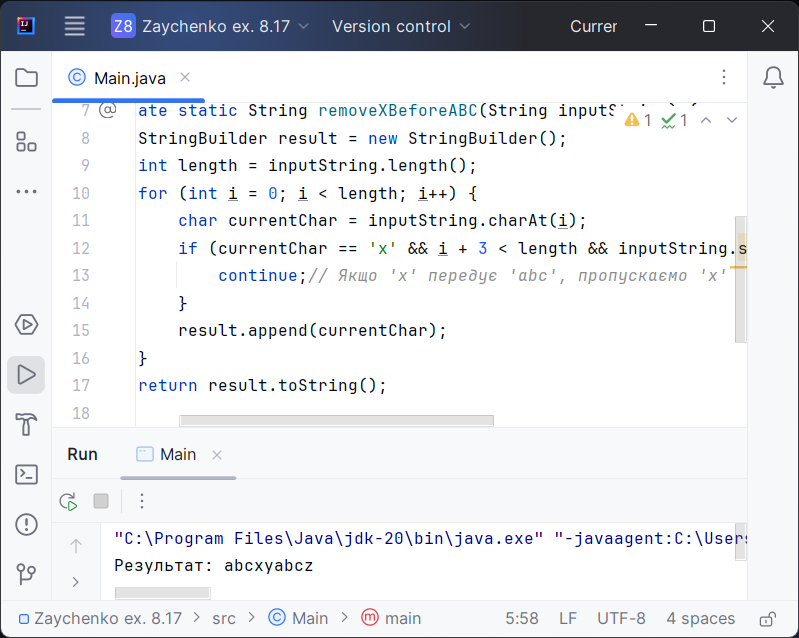 Z8 Zaychenko ex. 8.17 Version control Currer
Main.java
7 @ ate static String removeXBeforeABC(String inputString) {
1 1
8 StringBuilder result = new StringBuilder();
9 int length = inputString.length();
10 for (int i = 0; i < length; i++) {
11 char currentChar = inputString.charAt(i);
12 if (currentChar == 'x' && i + 3 < length && inputString.s
13 continue;// Якщо 'x' передує 'abc', пропускаємо 'x'
14 }
15 result.append(currentChar);
16 }
17 return result.toString();
18
Run Main
"C:\Program Files\Java\jdk-20\bin\java.exe" "-javaagent:C:\Users
Результат: abcxyabcz
Zaychenko ex. 8.17 > src > Main > main 5:58 LF UTF-8 4 spaces